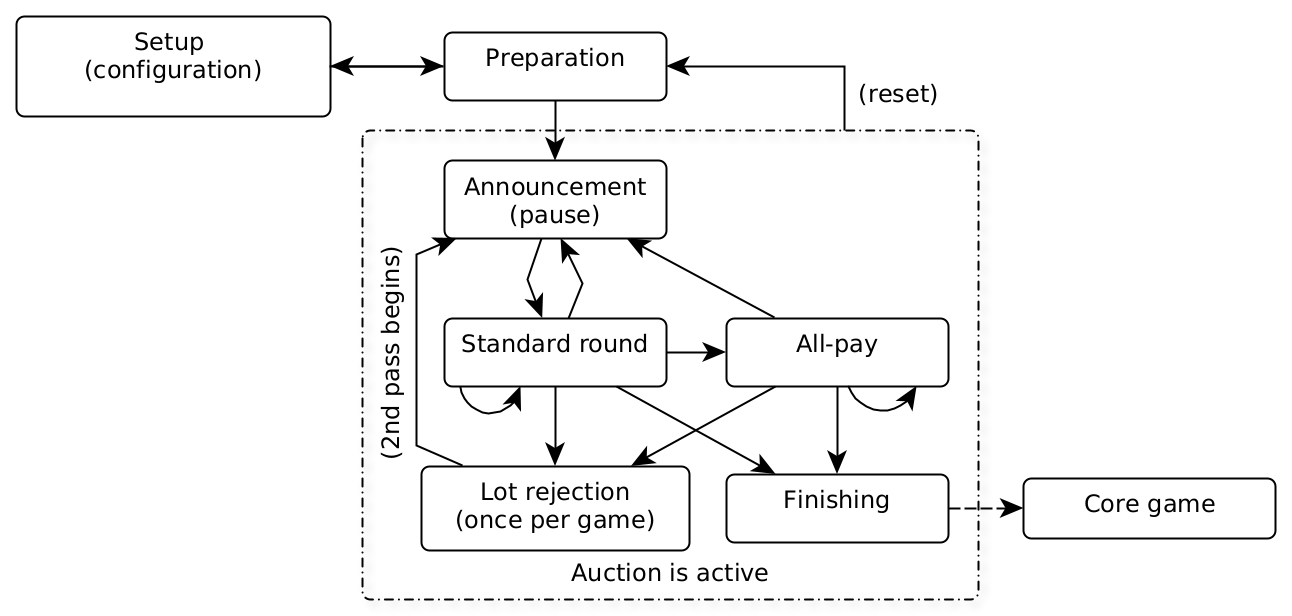 Setup
(configuration)
Preparation
(reset)
Announcement
(pause)
(2nd pass begins)
Standard round
All-pay
Lot rejection
(once per game)
Finishing
Core game
Auction is active